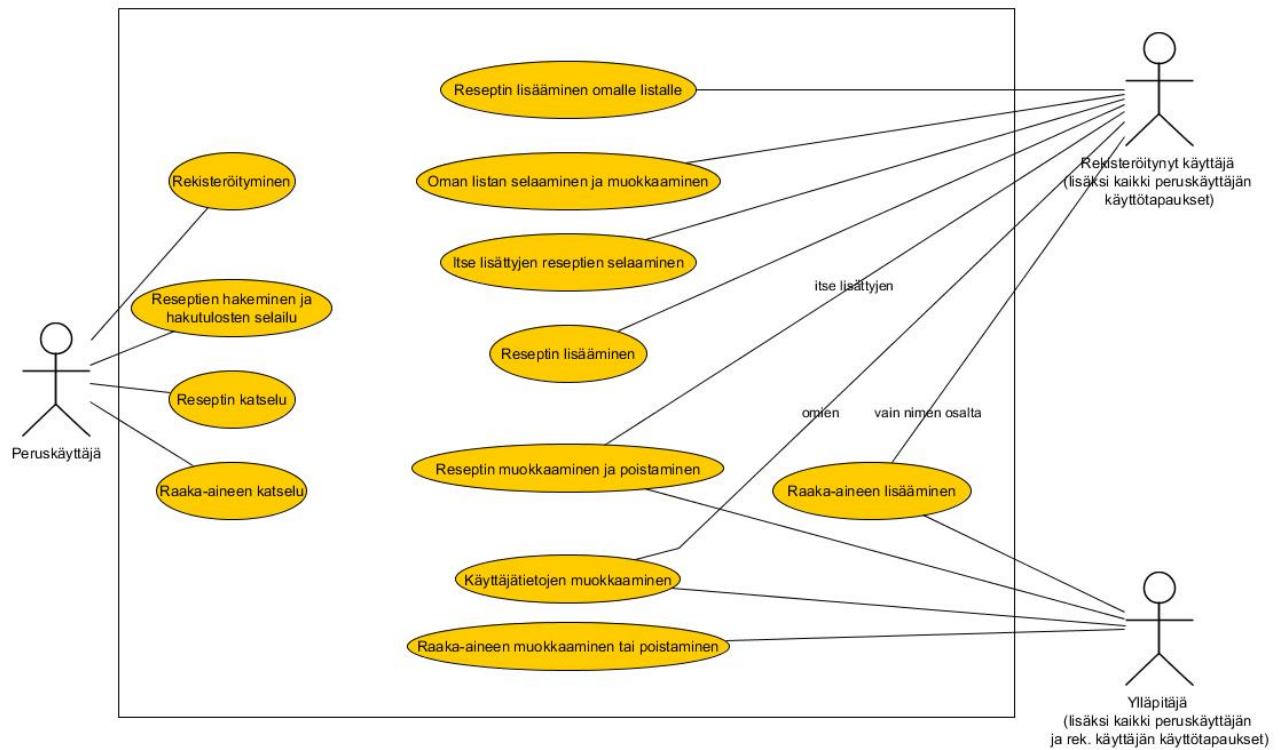 Reseptin lisääminen omalle listalle
Rekisteröityminen
Oman listan selaaminen ja muokkaaminen
Rekisteröitynyt käyttäjä
(lisäksi kaikki peruskäyttäjän
käyttötapaukset)
Itse lisättyjen reseptien selaaminen
itse lisättyjen
Reseptien hakeminen ja
hakutulosten selailu
Reseptin lisääminen
Reseptin katselu
omien
vain nimen osalta
Peruskäyttäjä
Reseptin muokkaaminen ja poistaminen
Raaka-aineen katselu
Raaka-aineen lisääminen
Käyttäjätietojen muokkaaminen
Raaka-aineen muokkaaminen tai poistaminen
Ylläpitäjä
(lisäksi kaikki peruskäyttäjän
ja rek. käyttäjän käyttötapaukset)